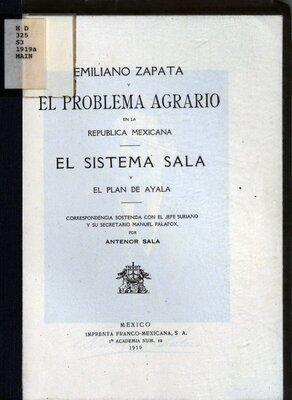 H D
325
S3
1919a
MAIN
EMILIANO ZAPATA
Y
EL PROBLEMA AGRARIO
EN LA
REPUBLICA MEXICANA
EL SISTEMA SALA
Y
EL PLAN DE AYALA
CORRESPONDENCIA SOSTENIDA CON EL JEFE SURIANO
Y SU SECRETARIO MANUEL PALAFOX,
POR
ANTENOR SALA
MEXICO
IMPRENTA FRANCO-MEXICANA, S. A.
1ª ACADEMIA NUM. 10
1919